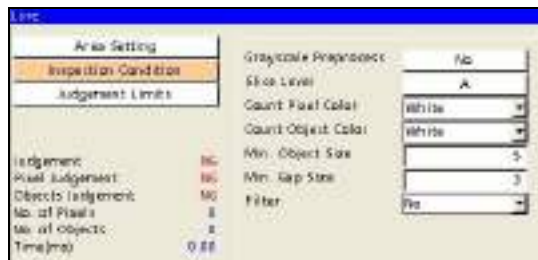 Line
Area Setting
Inspection Condition
Judgement Limits
Grayscale Preprocess No
Slice Level A
Count Pixel Color White
Count Object Color White
Min. Object Size 5
Min. Gap Size 3
Filter No
Judgement NG
Pixel Judgement NG
Objects Judgement NG
No. of Pixels 0
No. of Objects 0
Time(ms) 0.00